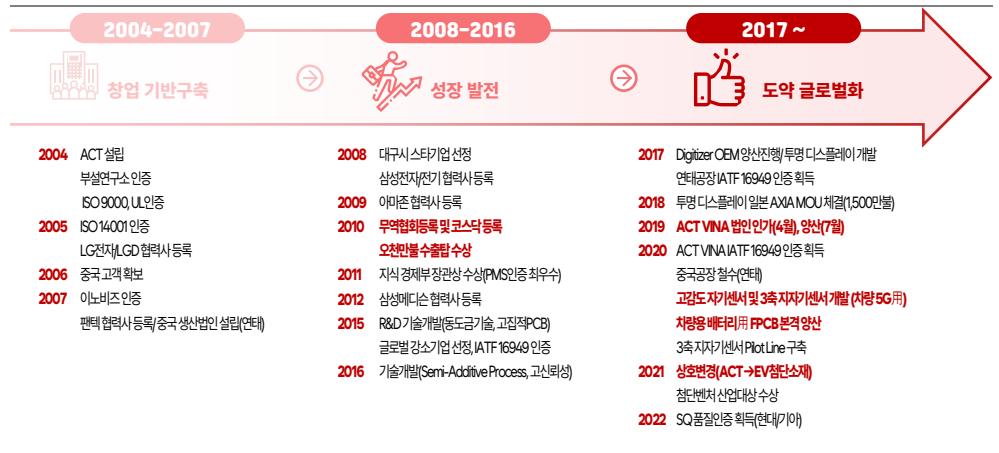 2004-2007
창업 기반구축
2004 ACT 설립
부설연구소 인증
ISO 9000, UL인증
2005 ISO 14001 인증
LG전자/LGD 협력사 등록
2006 중국 고객 확보
2007 이노비즈 인증
팬텍 협력사 등록/ 중국 생산법인 설립(연태)
2008-2016
성장 발전
2008 대구시 스타기업 선정
삼성전자/전기 협력사 등록
2009 아마존 협력사 등록
2010 무역협회등록 및 코스닥 등록
오천만불 수출탑 수상
2011 지식 경제부 장관상 수상(PMS인증 최우수)
2012 삼성메디슨 협력사 등록
2015 R&D 기술개발(동도금기술, 고집적PCB)
글로벌 강소기업 선정, IATF 16949 인증
2016 기술개발(Semi-Additive Process, 고신뢰성)
2017 ~
도약 글로벌화
2017 Digitizer OEM 양산진행/ 투명 디스플레이 개발
연태공장 IATF 16949 인증 획득
2018 투명 디스플레이 일본 AXIA MOU 체결(1,500만불)
2019 ACT VINA 법인 인가(4월), 양산(7월)
2020 ACT VINA IATF 16949 인증 획득
중국공장 철수(연태)
고감도 자기센서 및 3축 지자기센서 개발 (차량 5G用)
차량용 배터리用 FPCB 본격 양산
3축 지자기센서 Pilot Line 구축
2021 상호변경(ACT→EV첨단소재)
첨단벤처 산업대상 수상
2022 SQ 품질인증 획득(현대/기아)